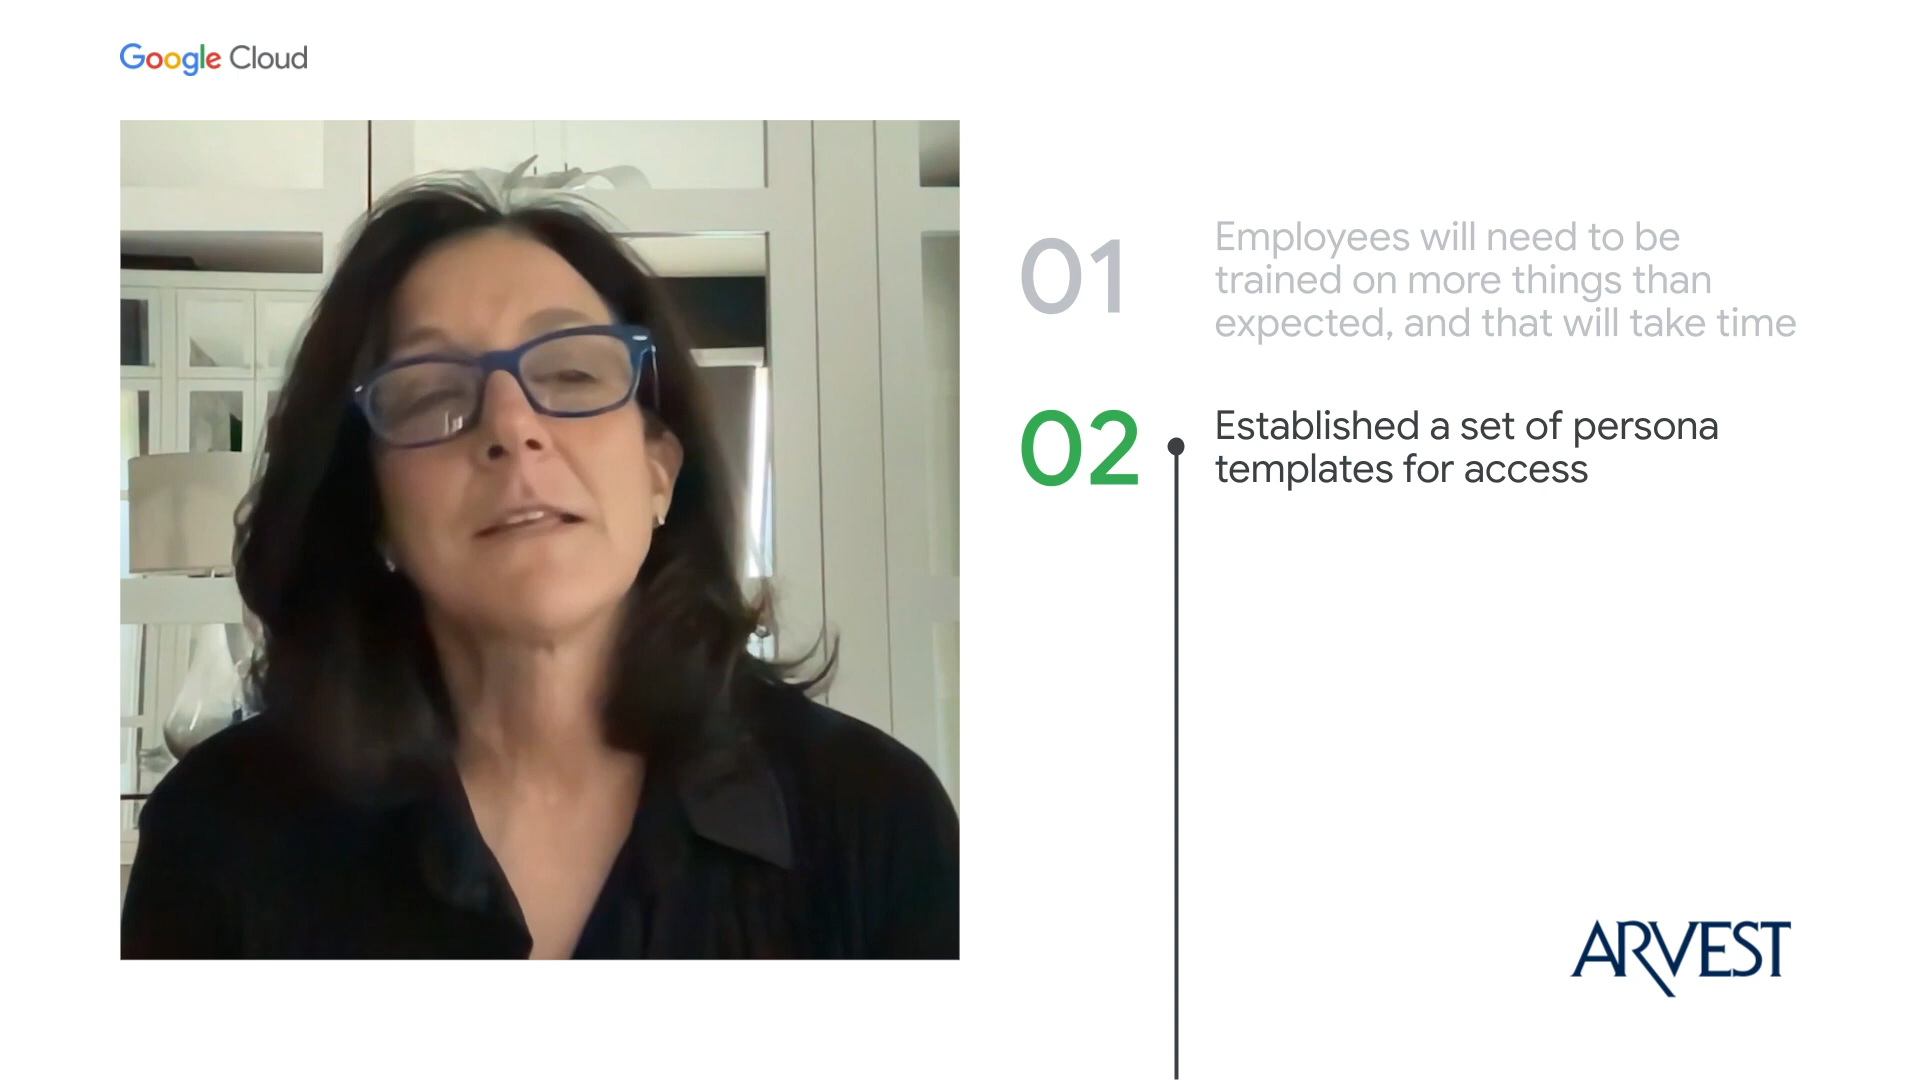 Google Cloud
01
Employees will need to be
trained on more things than
expected, and that will take time
02
Established a set of persona
templates for access
ARVEST